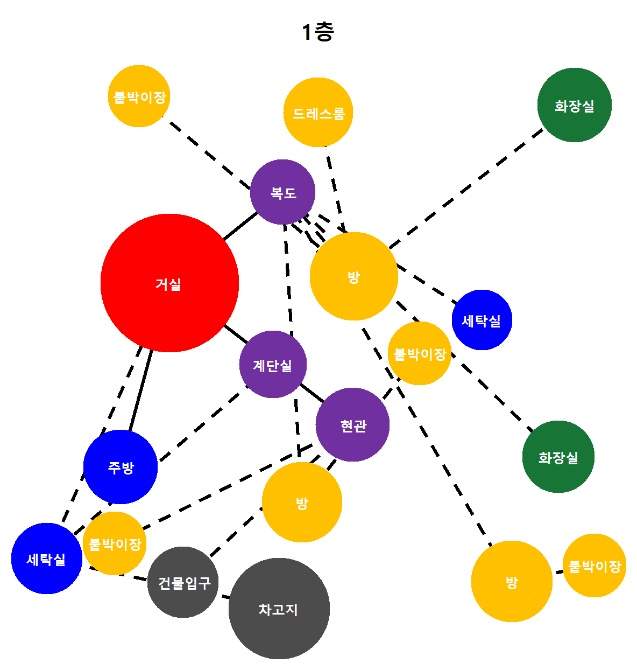 1층
붙박이장
드레스룸
화장실
복도
거실
방
세탁실
붙박이장
계단실
현관
화장실
주방
방
붙박이장
세탁실
건물입구
차고지
방
붙박이장